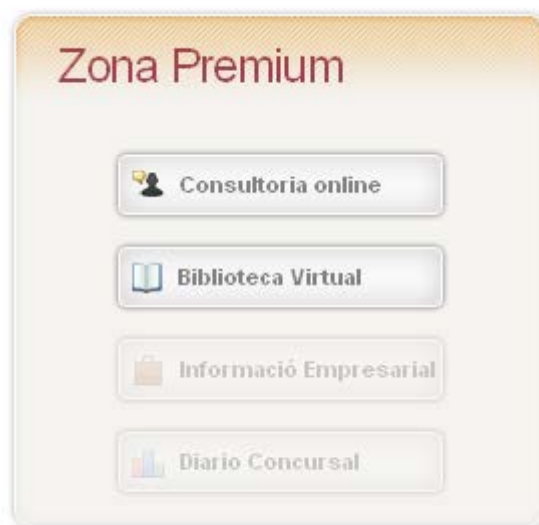 Zona Premium
Consultoria online
Biblioteca Virtual
Informació Empresarial
Diario Concursal